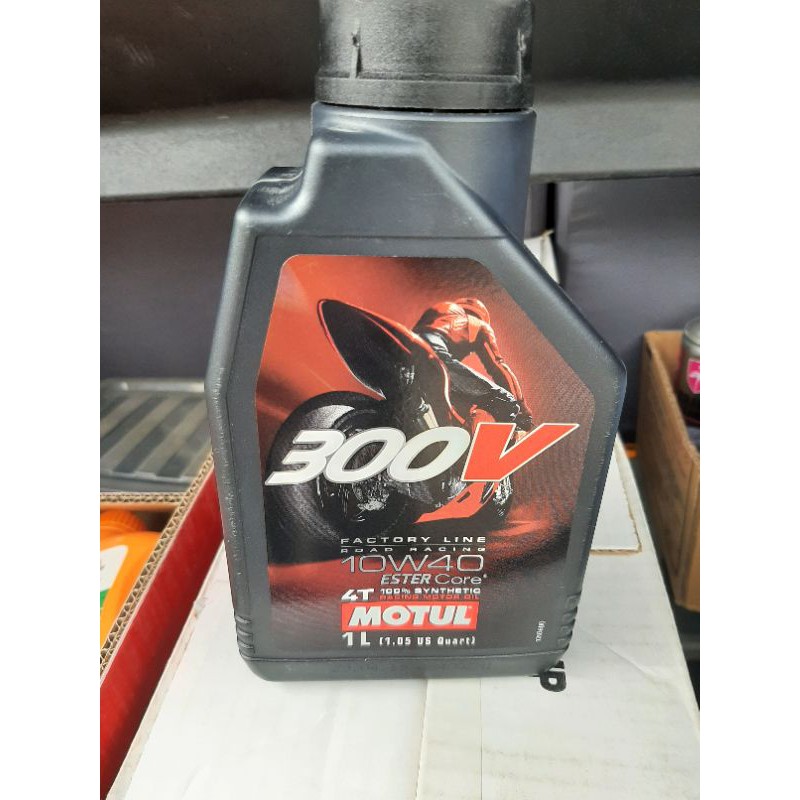 300V
FACTORY LINE
ROAD RACING
10W40
ESTER Core®
4T 100% SYNTHETIC
RACING MOTOR OIL
MOTUL
1L (1.05 US Quart)